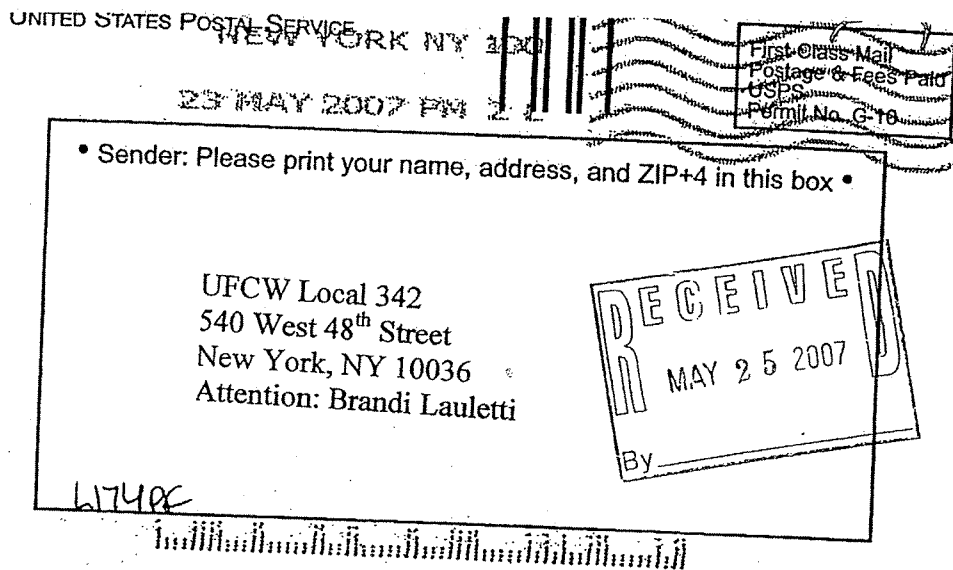 UNITED STATES POSTAL SERVICE
NEW YORK NY 100
23 MAY 2007 PM 2 L
First-Class Mail
Postage & Fees Paid
USPS
Permit No. G-10
• Sender: Please print your name, address, and ZIP+4 in this box •
UFCW Local 342
540 West 48th Street
New York, NY 10036
Attention: Brandi Lauletti
RECEIVED
MAY 25 2007
By